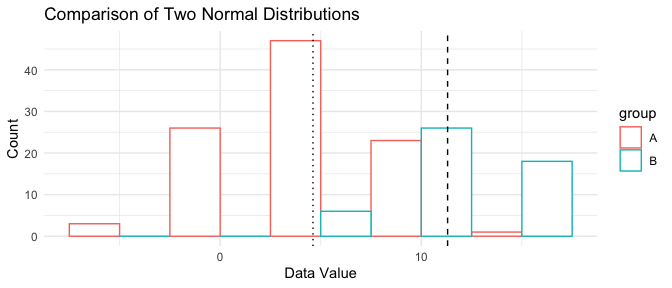 Comparison of Two Normal Distributions
Count
40
30
20
10
0
0 10
Data Value
group
A
B